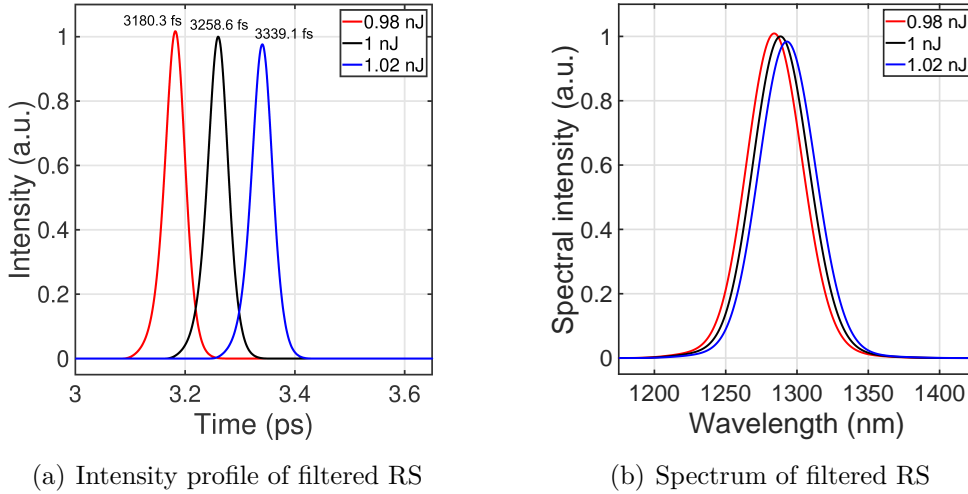 3180.3 fs
3258.6 fs
3339.1 fs
0.98 nJ
1 nJ
1.02 nJ
Intensity (a.u.)
1
0.8
0.6
0.4
0.2
0
3
3.2
3.4
3.6
Time (ps)
(a) Intensity profile of filtered RS
0.98 nJ
1 nJ
1.02 nJ
Spectral intensity (a.u.)
1
0.8
0.6
0.4
0.2
0
1200
1250
1300
1350
1400
Wavelength (nm)
(b) Spectrum of filtered RS